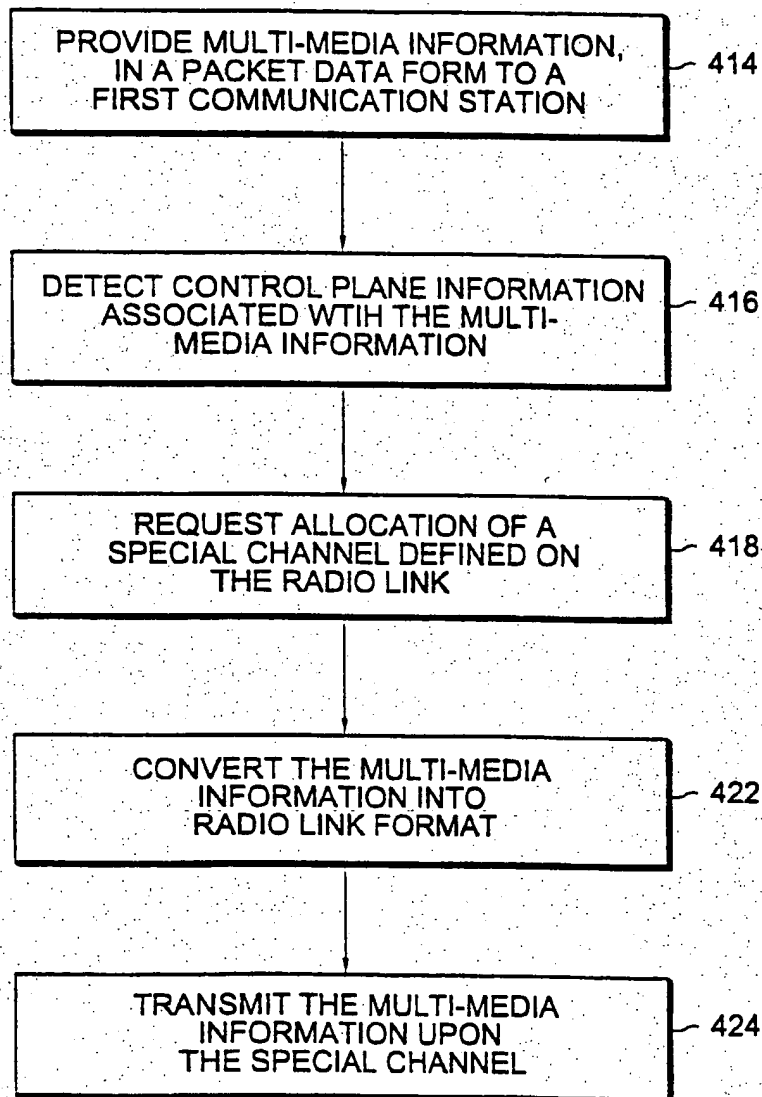 PROVIDE MULTI-MEDIA INFORMATION,
IN A PACKET DATA FORM TO A
FIRST COMMUNICATION STATION
414
DETECT CONTROL PLANE INFORMATION
ASSOCIATED WTIH THE MULTI-
MEDIA INFORMATION
416
REQUEST ALLOCATION OF A
SPECIAL CHANNEL DEFINED ON
THE RADIO LINK
418
CONVERT THE MULTI-MEDIA
INFORMATION INTO
RADIO LINK FORMAT
422
TRANSMIT THE MULTI-MEDIA
INFORMATION UPON
THE SPECIAL CHANNEL
424